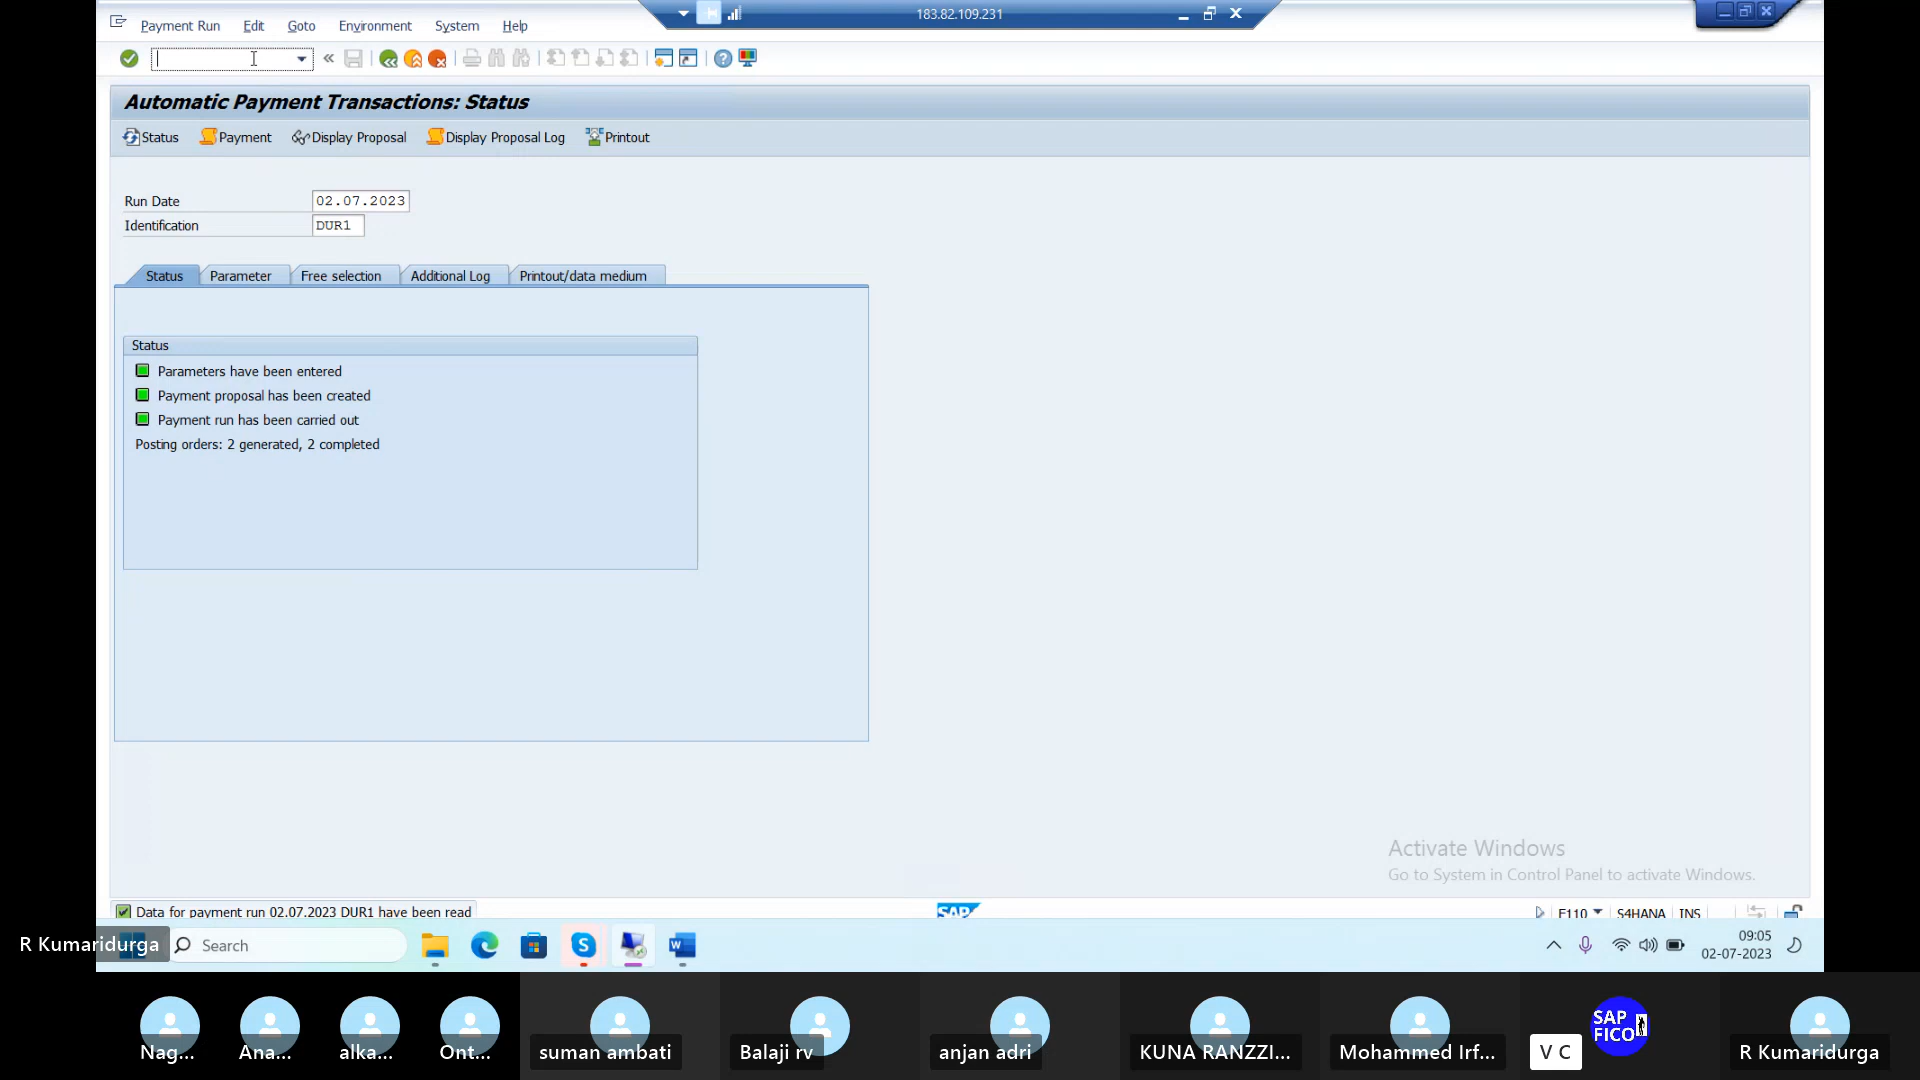 183.82.109.231
Payment Run Edit Goto Environment System Help
Automatic Payment Transactions: Status
Status Payment Display Proposal Display Proposal Log Printout
Run Date 02.07.2023
Identification DUR1
Status Parameter Free selection Additional Log Printout/data medium
Status
Parameters have been entered
Payment proposal has been created
Payment run has been carried out
Posting orders: 2 generated, 2 completed
Activate Windows
Go to System in Control Panel to activate Windows.
Data for payment run 02.07.2023 DUR1 have been read
SAP
F110 S4HANA INS
R Kumaridurga
Search
09:05
02-07-2023
SAP
FICO
Nag... Ana... alka... Ont... suman ambati Balaji rv anjan adri KUNA RANZZI... Mohammed Irf... V C R Kumaridurga